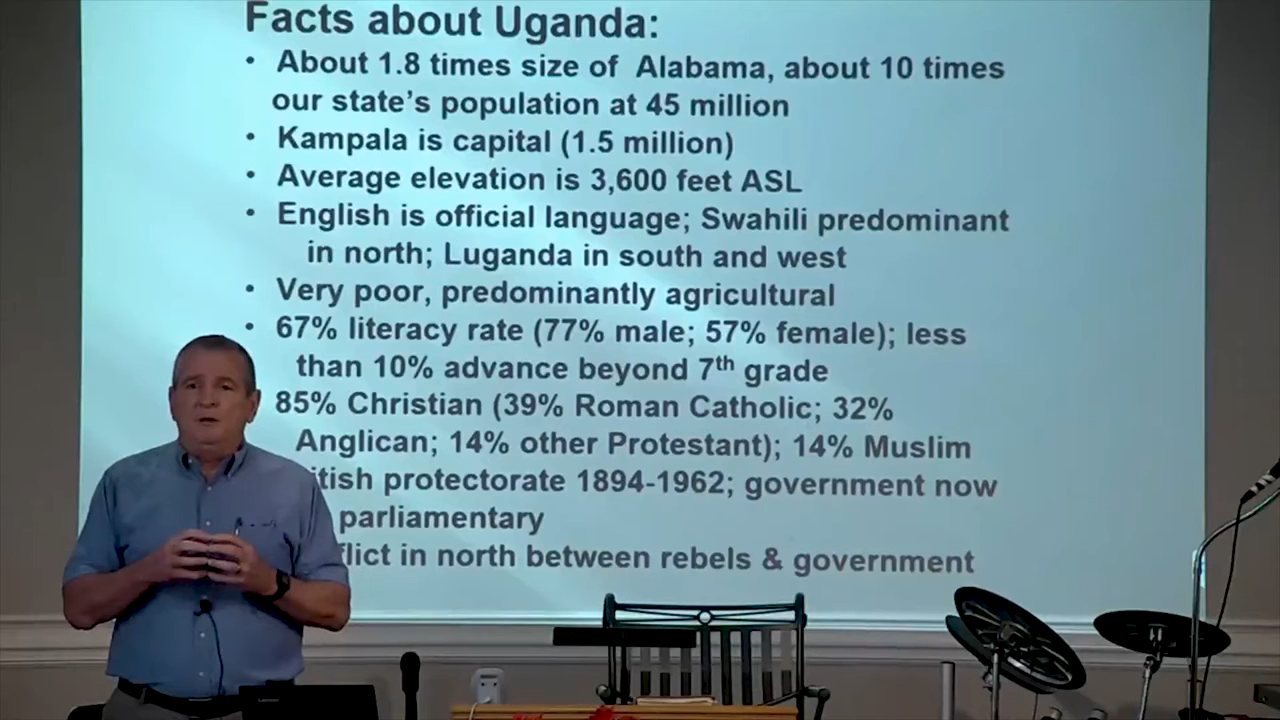 Facts about Uganda:
• About 1.8 times size of Alabama, about 10 times
our state's population at 45 million
• Kampala is capital (1.5 million)
• Average elevation is 3,600 feet ASL
• English is official language; Swahili predominant
in north; Luganda in south and west
• Very poor, predominantly agricultural
• 67% literacy rate (77% male; 57% female); less
than 10% advance beyond 7th grade
85% Christian (39% Roman Catholic; 32%
Anglican; 14% other Protestant); 14% Muslim
itish protectorate 1894-1962; government now
parliamentary
flict in north between rebels & government